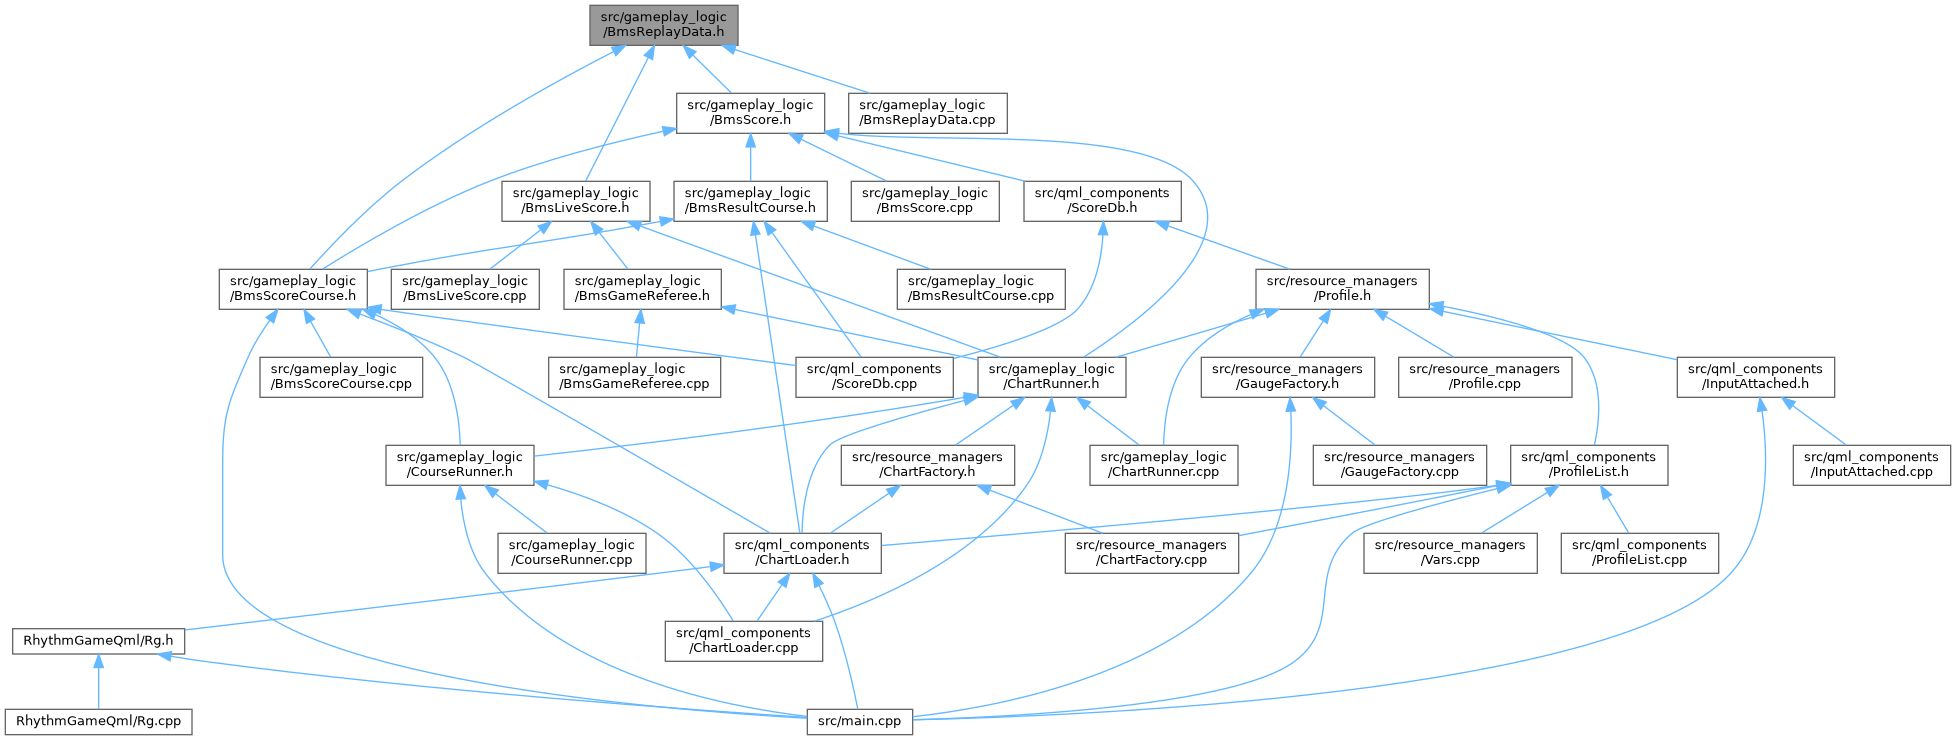 src/gameplay_logic
/BmsReplayData.h
src/gameplay_logic
/BmsScore.h
src/gameplay_logic
/BmsReplayData.cpp
src/gameplay_logic
/BmsLiveScore.h
src/gameplay_logic
/BmsResultCourse.h
src/gameplay_logic
/BmsScore.cpp
src/qml_components
/ScoreDb.h
src/gameplay_logic
/BmsScoreCourse.h
src/gameplay_logic
/BmsLiveScore.cpp
src/gameplay_logic
/BmsGameReferee.h
src/gameplay_logic
/BmsResultCourse.cpp
src/resource_managers
/Profile.h
src/gameplay_logic
/BmsScoreCourse.cpp
src/gameplay_logic
/BmsGameReferee.cpp
src/qml_components
/ScoreDb.cpp
src/gameplay_logic
/ChartRunner.h
src/resource_managers
/GaugeFactory.h
src/resource_managers
/Profile.cpp
src/qml_components
/InputAttached.h
src/gameplay_logic
/CourseRunner.h
src/resource_managers
/ChartFactory.h
src/gameplay_logic
/ChartRunner.cpp
src/resource_managers
/GaugeFactory.cpp
src/qml_components
/ProfileList.h
src/qml_components
/InputAttached.cpp
src/gameplay_logic
/CourseRunner.cpp
src/qml_components
/ChartLoader.h
src/resource_managers
/ChartFactory.cpp
src/resource_managers
/Vars.cpp
src/qml_components
/ProfileList.cpp
RhythmGameQml/Rg.h
src/qml_components
/ChartLoader.cpp
RhythmGameQml/Rg.cpp
src/main.cpp